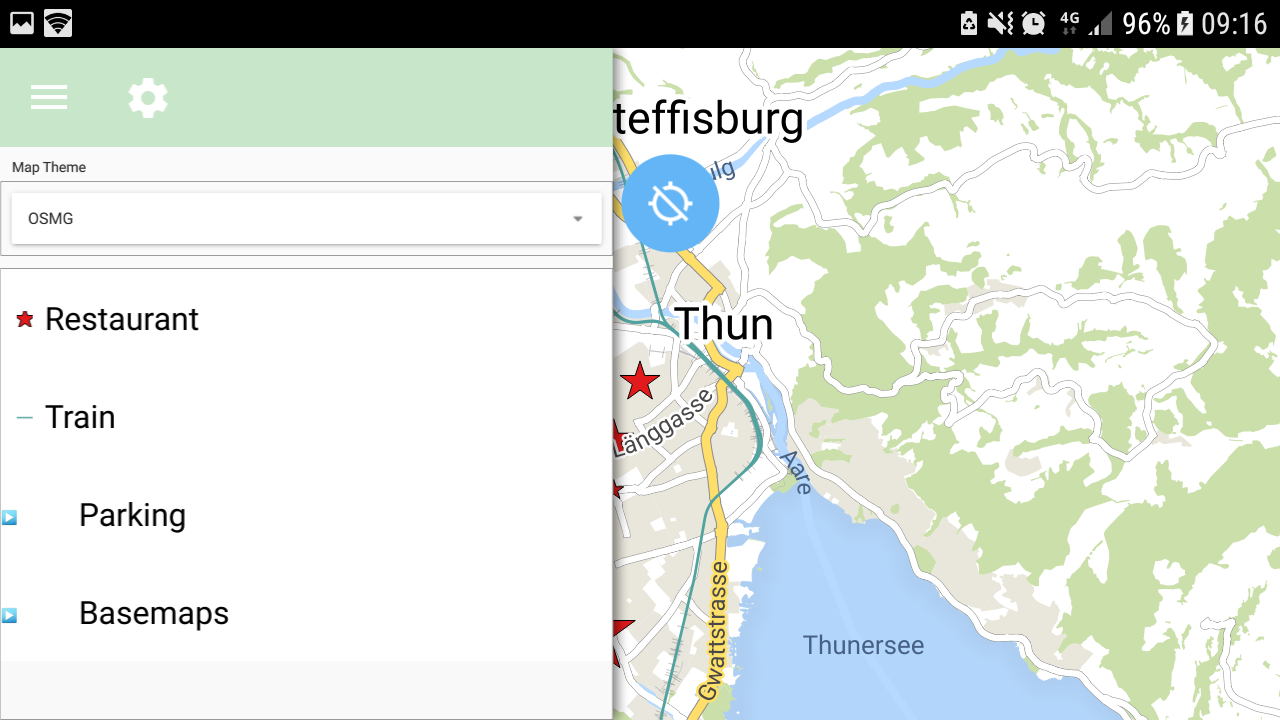 4G 96% 09:16
Map Theme
OSMG
Restaurant
Train
Parking
Basemaps
teffisburg
ulg
Thun
Länggasse
Aare
Gwattstrasse
Thunersee